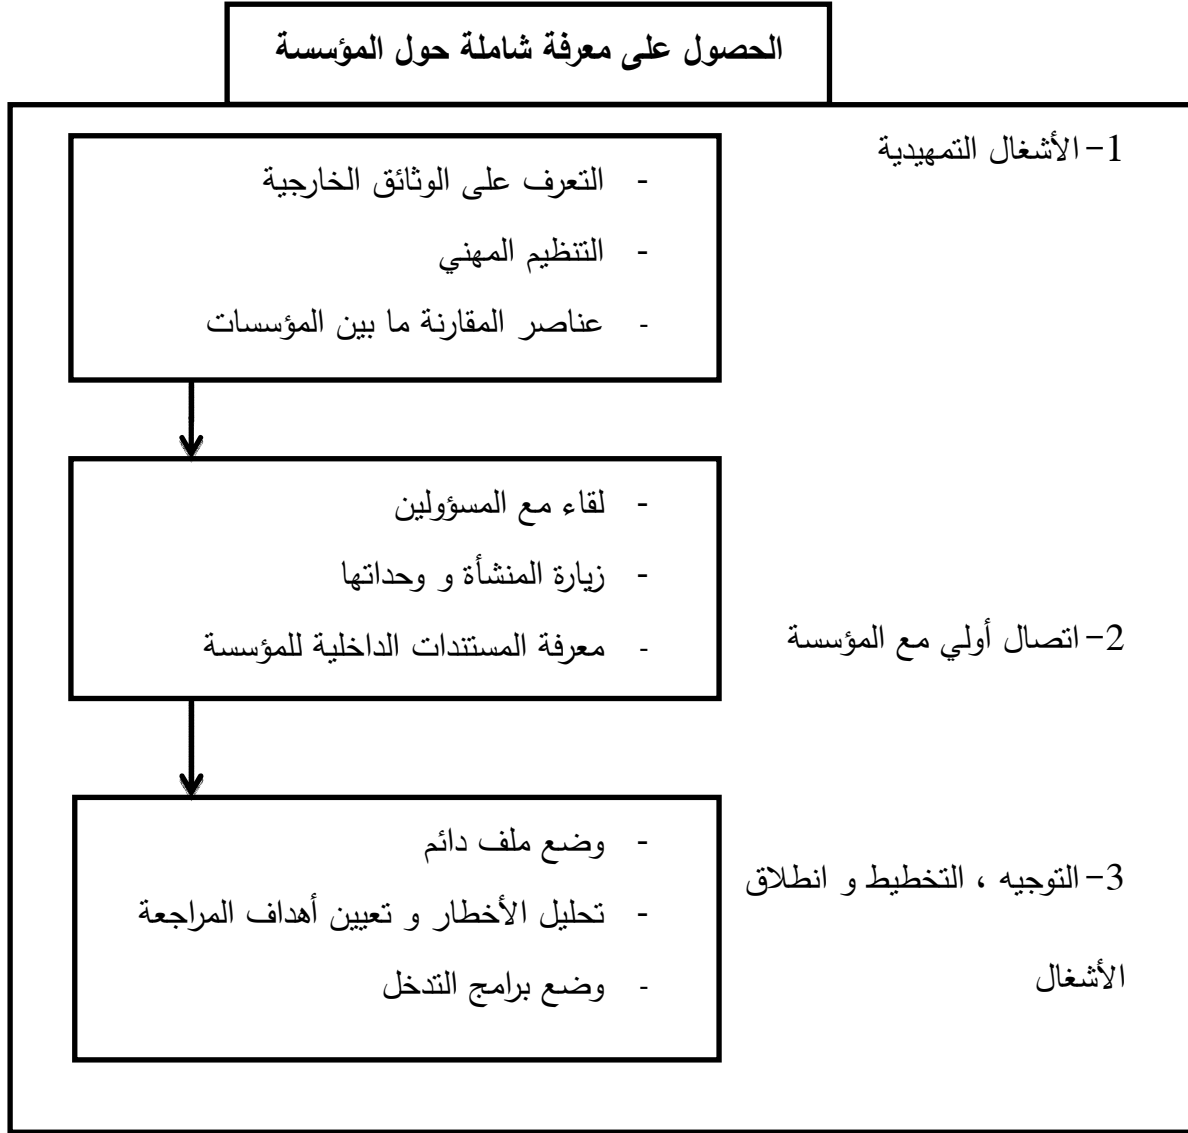 الحصول على معرفة شاملة حول المؤسسة
1- الأشغال التمهيدية
- التعرف على الوثائق الخارجية
- التنظيم المهني
- عناصر المقارنة ما بين المؤسسات
2- اتصال أولي مع المؤسسة
- لقاء مع المسؤولين
- زيارة المنشأة و وحداتها
- معرفة المستندات الداخلية للمؤسسة
3- التوجيه ، التخطيط و انطلاق
الأشغال
- وضع ملف دائم
- تحليل الأخطار و تعيين أهداف المراجعة
- وضع برامج التدخل